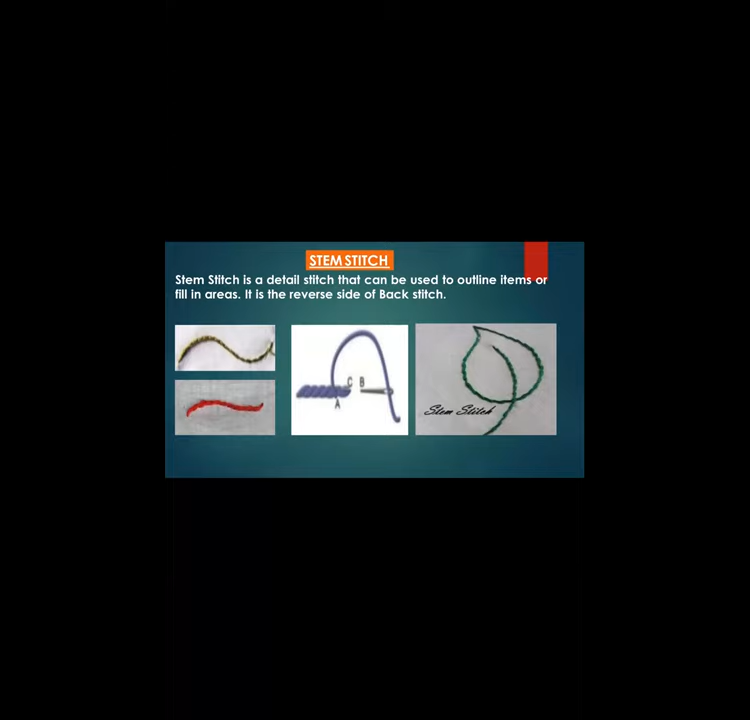 STEM STITCH
Stem Stitch is a detail stitch that can be used to outline items or
fill in areas. It is the reverse side of Back stitch.
C B
A
Stem Stitch